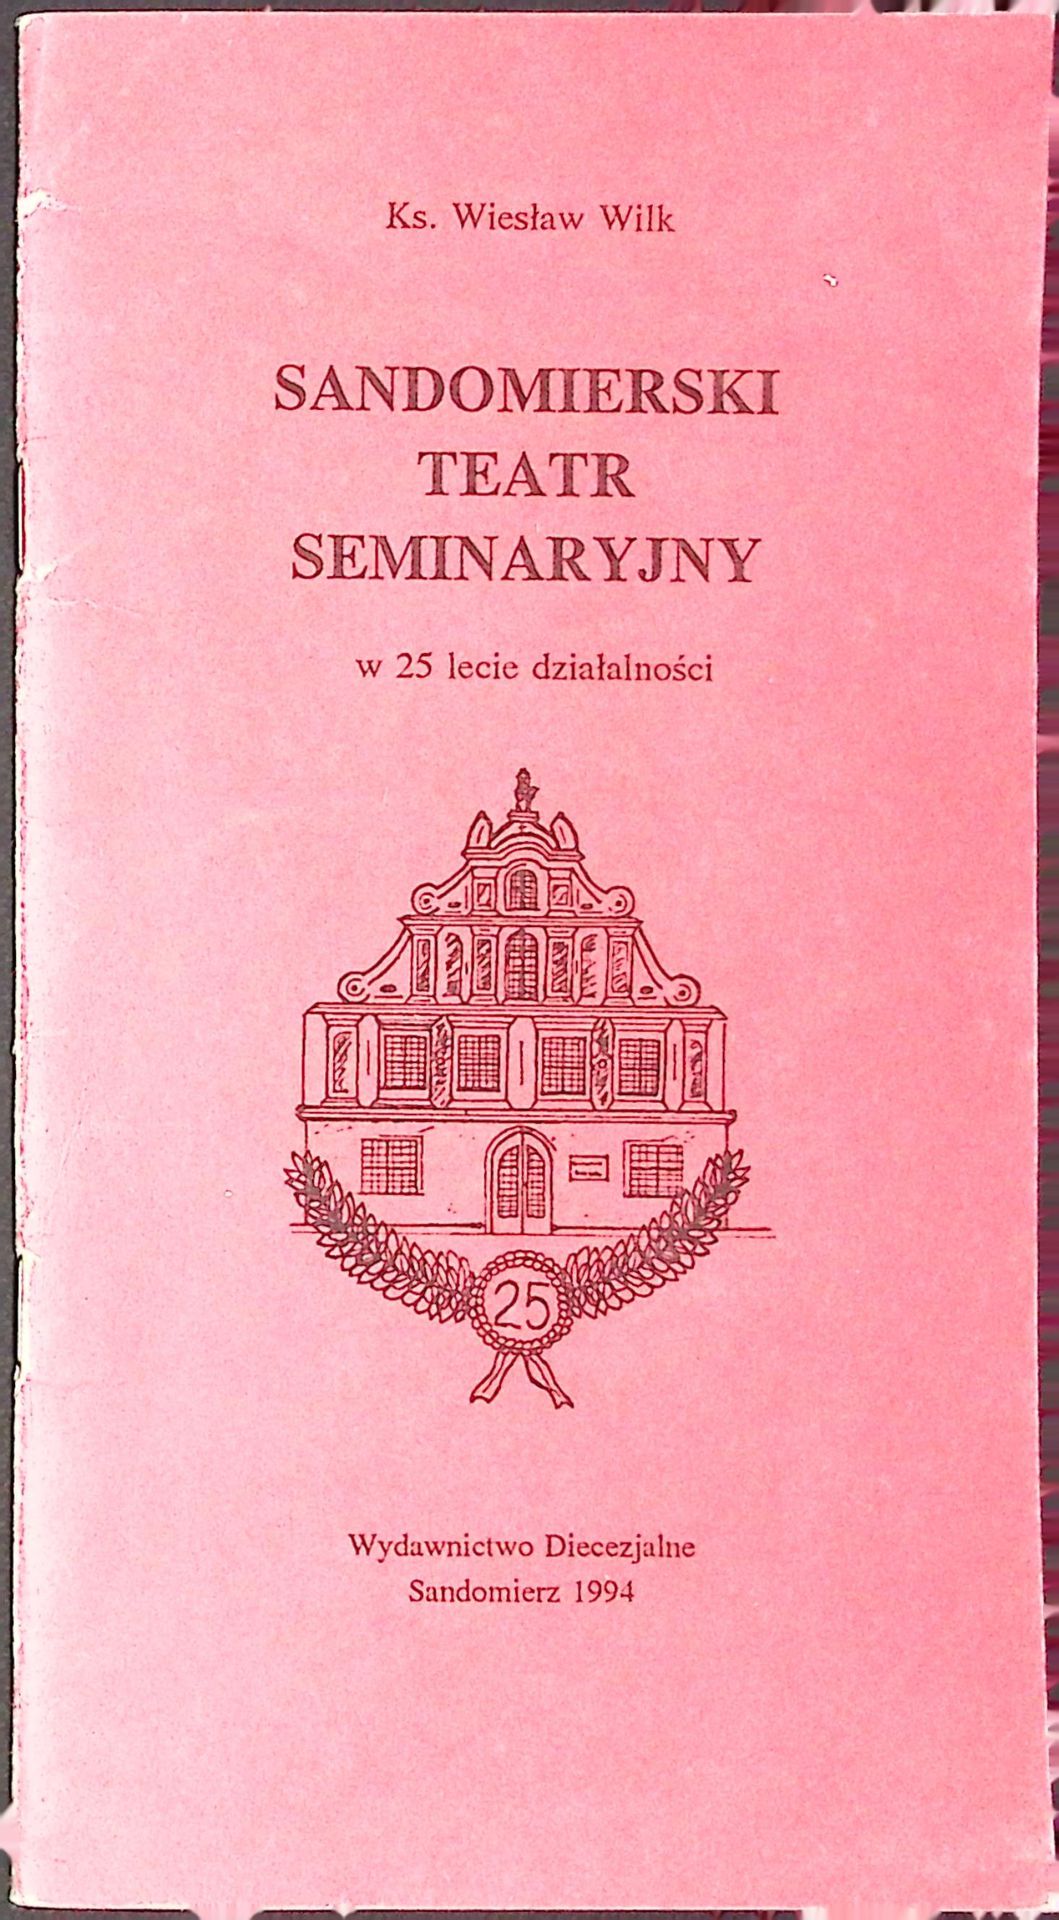 Ks. Wiesław Wilk
SANDOMIERSKI
TEATR
SEMINARYJNY
w 25 lecie działalności
25
Wydawnictwo Diecezjalne
Sandomierz 1994